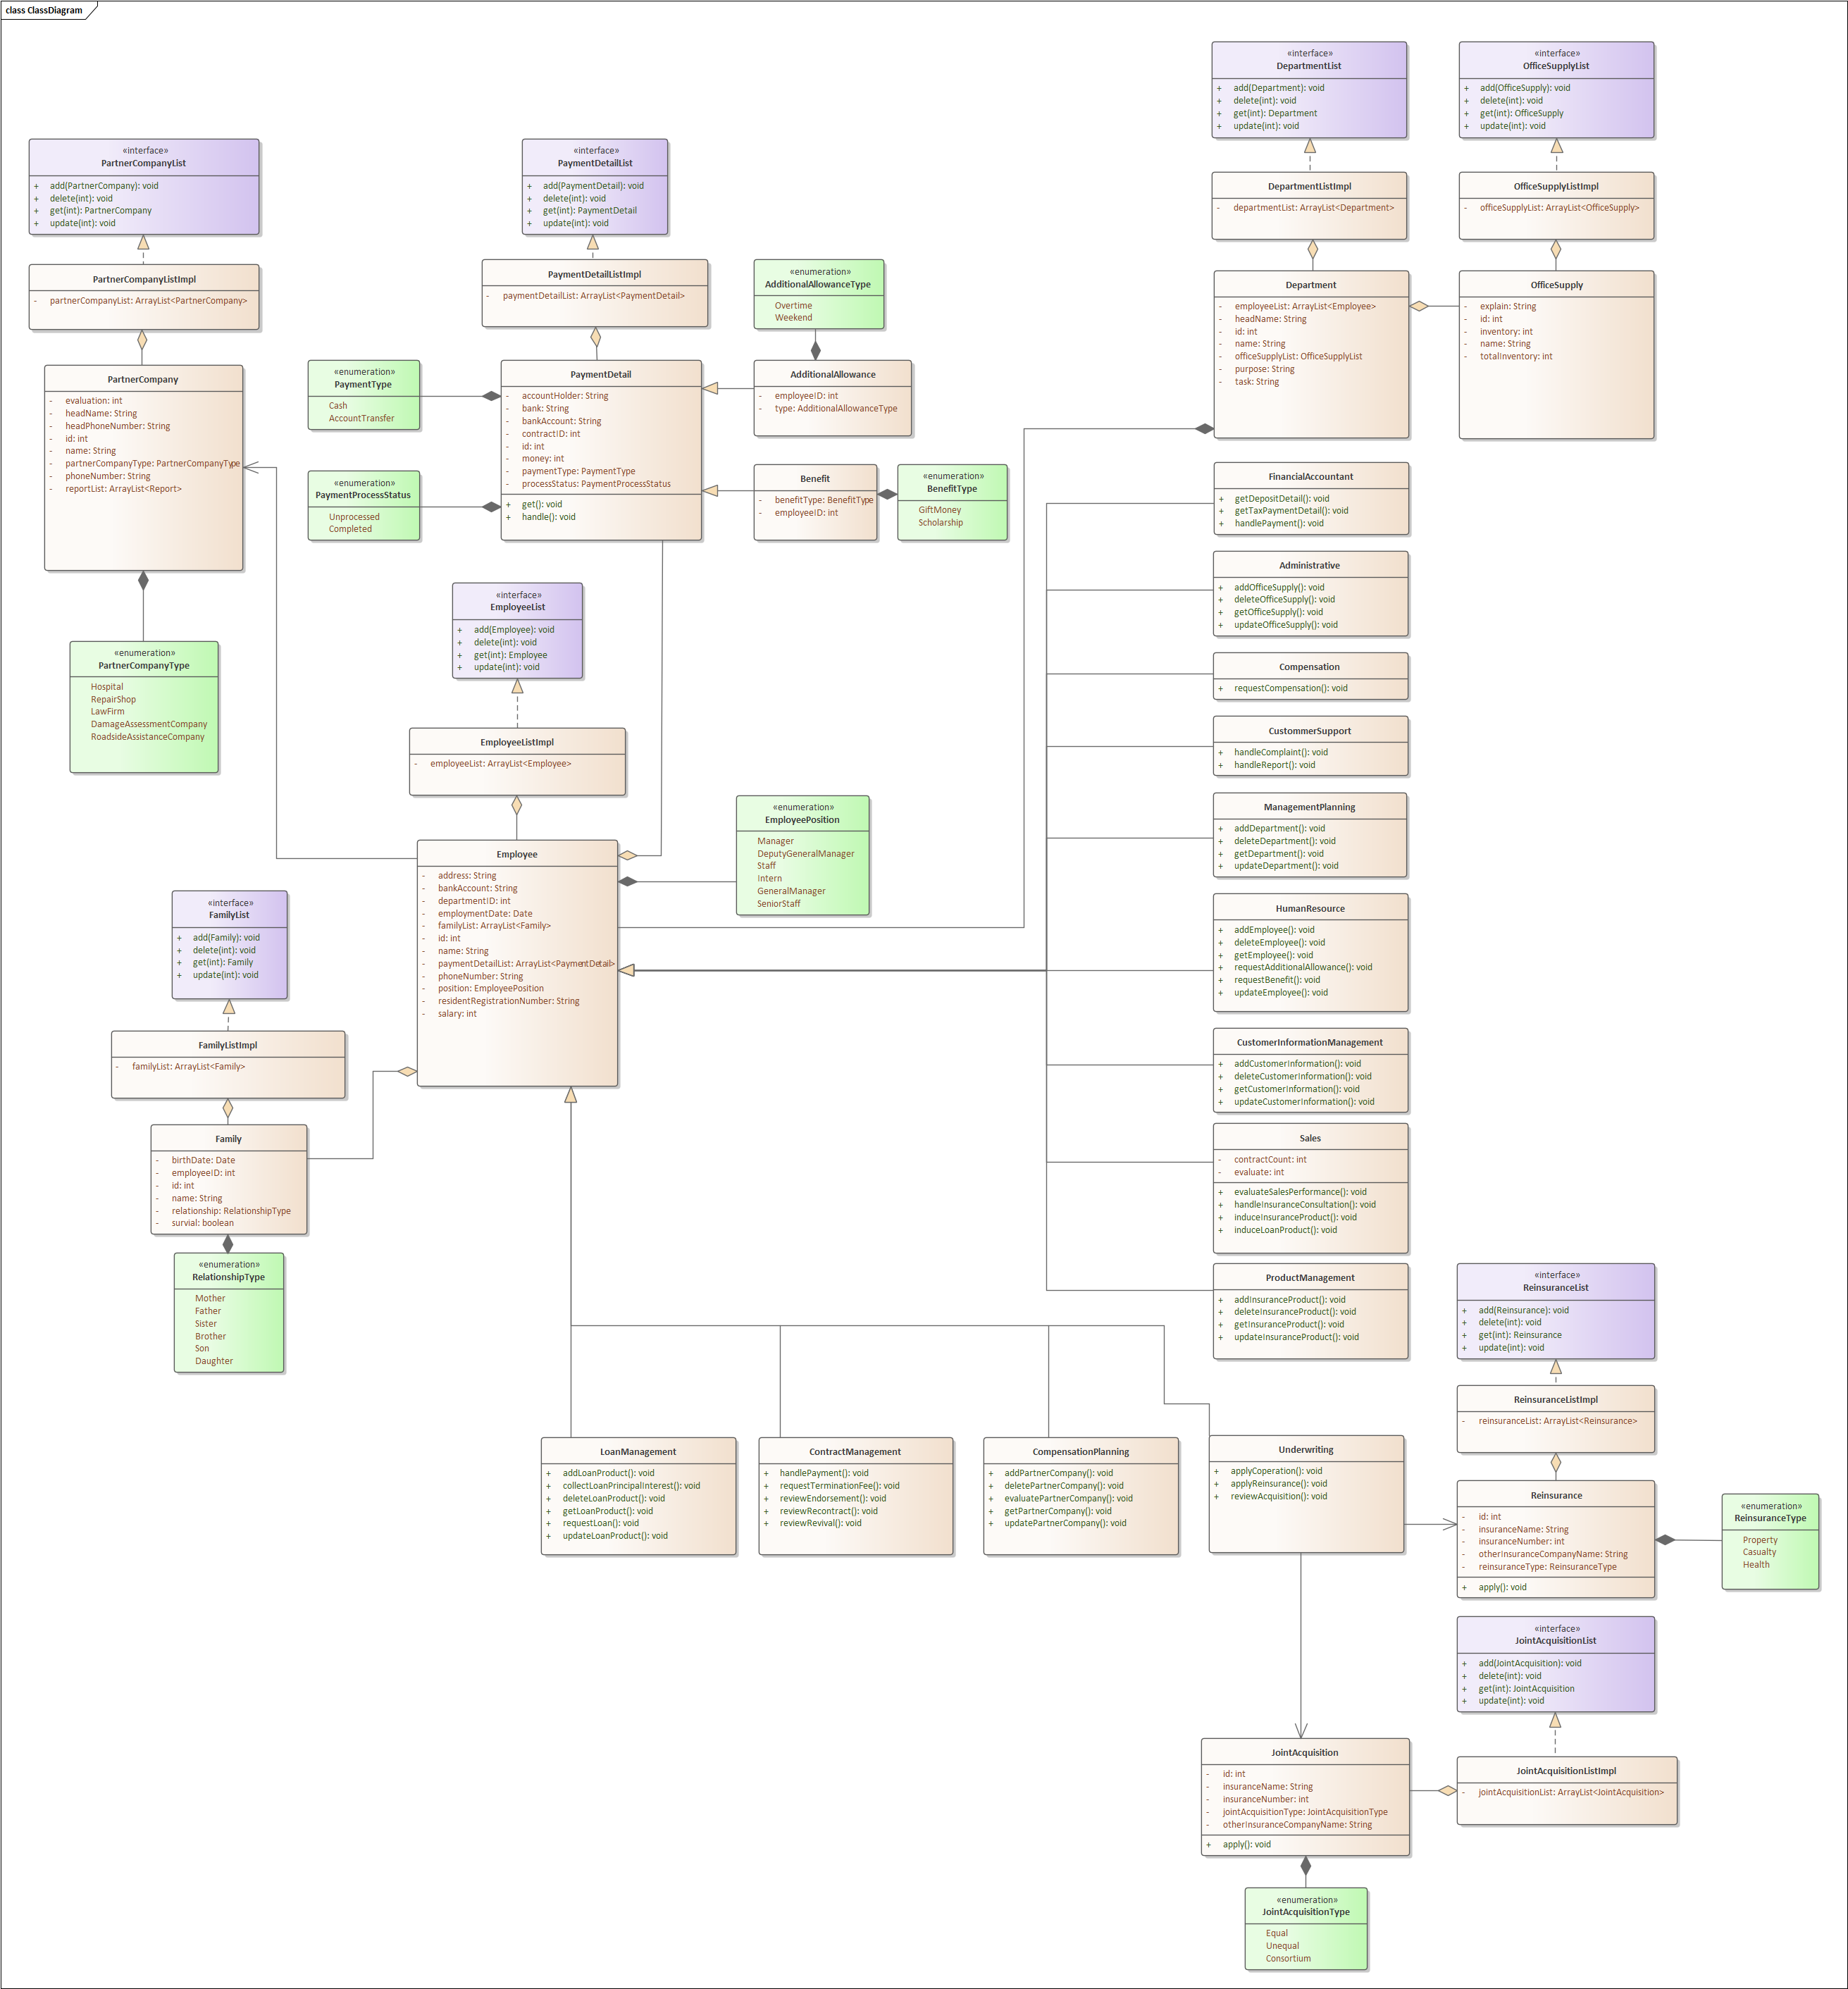 class ClassDiagram
«interface»
DepartmentList
+ add(Department): void
+ delete(int): void
+ get(int): Department
+ update(int): void
«interface»
OfficeSupplyList
+ add(OfficeSupply): void
+ delete(int): void
+ get(int): OfficeSupply
+ update(int): void
«interface»
PartnerCompanyList
+ add(PartnerCompany): void
+ delete(int): void
+ get(int): PartnerCompany
+ update(int): void
«interface»
PaymentDetailList
+ add(PaymentDetail): void
+ delete(int): void
+ get(int): PaymentDetail
+ update(int): void
DepartmentListImpl
- departmentList: ArrayList<Department>
OfficeSupplyListImpl
- officeSupplyList: ArrayList<OfficeSupply>
PartnerCompanyListImpl
- partnerCompanyList: ArrayList<PartnerCompany>
PaymentDetailListImpl
- paymentDetailList: ArrayList<PaymentDetail>
«enumeration»
AdditionalAllowanceType
Overtime
Weekend
Department
- employeeList: ArrayList<Employee>
- headName: String
- id: int
- name: String
- officeSupplyList: OfficeSupplyList
- purpose: String
- task: String
OfficeSupply
- explain: String
- id: int
- inventory: int
- name: String
- totalInventory: int
PartnerCompany
- evaluation: int
- headName: String
- headPhoneNumber: String
- id: int
- name: String
- partnerCompanyType: PartnerCompanyType
- phoneNumber: String
- reportList: ArrayList<Report>
«enumeration»
PaymentType
Cash
AccountTransfer
PaymentDetail
- accountHolder: String
- bank: String
- bankAccount: String
- contractID: int
- id: int
- money: int
- paymentType: PaymentType
- processStatus: PaymentProcessStatus
+ get(): void
+ handle(): void
AdditionalAllowance
- employeeID: int
- type: AdditionalAllowanceType
«enumeration»
PaymentProcessStatus
Unprocessed
Completed
Benefit
- benefitType: BenefitType
- employeeID: int
«enumeration»
BenefitType
GiftMoney
Scholarship
FinancialAccountant
+ getDepositDetail(): void
+ getTaxPaymentDetail(): void
+ handlePayment(): void
Administrative
+ addOfficeSupply(): void
+ deleteOfficeSupply(): void
+ getOfficeSupply(): void
+ updateOfficeSupply(): void
«interface»
EmployeeList
+ add(Employee): void
+ delete(int): void
+ get(int): Employee
+ update(int): void
«enumeration»
PartnerCompanyType
Hospital
RepairShop
LawFirm
DamageAssessmentCompany
RoadsideAssistanceCompany
Compensation
+ requestCompensation(): void
CustommerSupport
+ handleComplaint(): void
+ handleReport(): void
EmployeeListImpl
- employeeList: ArrayList<Employee>
«enumeration»
EmployeePosition
Manager
DeputyGeneralManager
Staff
Intern
GeneralManager
SeniorStaff
ManagementPlanning
+ addDepartment(): void
+ deleteDepartment(): void
+ getDepartment(): void
+ updateDepartment(): void
Employee
- address: String
- bankAccount: String
- departmentID: int
- employmentDate: Date
- familyList: ArrayList<Family>
- id: int
- name: String
- paymentDetailList: ArrayList<PaymentDetail>
- phoneNumber: String
- position: EmployeePosition
- residentRegistrationNumber: String
- salary: int
HumanResource
+ addEmployee(): void
+ deleteEmployee(): void
+ getEmployee(): void
+ requestAdditionalAllowance(): void
+ requestBenefit(): void
+ updateEmployee(): void
«interface»
FamilyList
+ add(Family): void
+ delete(int): void
+ get(int): Family
+ update(int): void
FamilyListImpl
- familyList: ArrayList<Family>
CustomerInformationManagement
+ addCustomerInformation(): void
+ deleteCustomerInformation(): void
+ getCustomerInformation(): void
+ updateCustomerInformation(): void
Family
- birthDate: Date
- employeeID: int
- id: int
- name: String
- relationship: RelationshipType
- survial: boolean
Sales
- contractCount: int
- evaluate: int
+ evaluateSalesPerformance(): void
+ handleInsuranceConsultation(): void
+ induceInsuranceProduct(): void
+ induceLoanProduct(): void
«enumeration»
RelationshipType
Mother
Father
Sister
Brother
Son
Daughter
ProductManagement
+ addInsuranceProduct(): void
+ deleteInsuranceProduct(): void
+ getInsuranceProduct(): void
+ updateInsuranceProduct(): void
«interface»
ReinsuranceList
+ add(Reinsurance): void
+ delete(int): void
+ get(int): Reinsurance
+ update(int): void
ReinsuranceListImpl
- reinsuranceList: ArrayList<Reinsurance>
LoanManagement
+ addLoanProduct(): void
+ collectLoanPrincipalInterest(): void
+ deleteLoanProduct(): void
+ getLoanProduct(): void
+ requestLoan(): void
+ updateLoanProduct(): void
ContractManagement
+ handlePayment(): void
+ requestTerminationFee(): void
+ reviewEndorsement(): void
+ reviewRecontract(): void
+ reviewRevival(): void
CompensationPlanning
+ addPartnerCompany(): void
+ deletePartnerCompany(): void
+ evaluatePartnerCompany(): void
+ getPartnerCompany(): void
+ updatePartnerCompany(): void
Underwriting
+ applyCoperation(): void
+ applyReinsurance(): void
+ reviewAcquisition(): void
Reinsurance
- id: int
- insuranceName: String
- insuranceNumber: int
- otherInsuranceCompanyName: String
- reinsuranceType: ReinsuranceType
+ apply(): void
«enumeration»
ReinsuranceType
Property
Casualty
Health
«interface»
JointAcquisitionList
+ add(JointAcquisition): void
+ delete(int): void
+ get(int): JointAcquisition
+ update(int): void
JointAcquisition
- id: int
- insuranceName: String
- insuranceNumber: int
- jointAcquisitionType: JointAcquisitionType
- otherInsuranceCompanyName: String
+ apply(): void
JointAcquisitionListImpl
- jointAcquisitionList: ArrayList<JointAcquisition>
«enumeration»
JointAcquisitionType
Equal
Unequal
Consortium